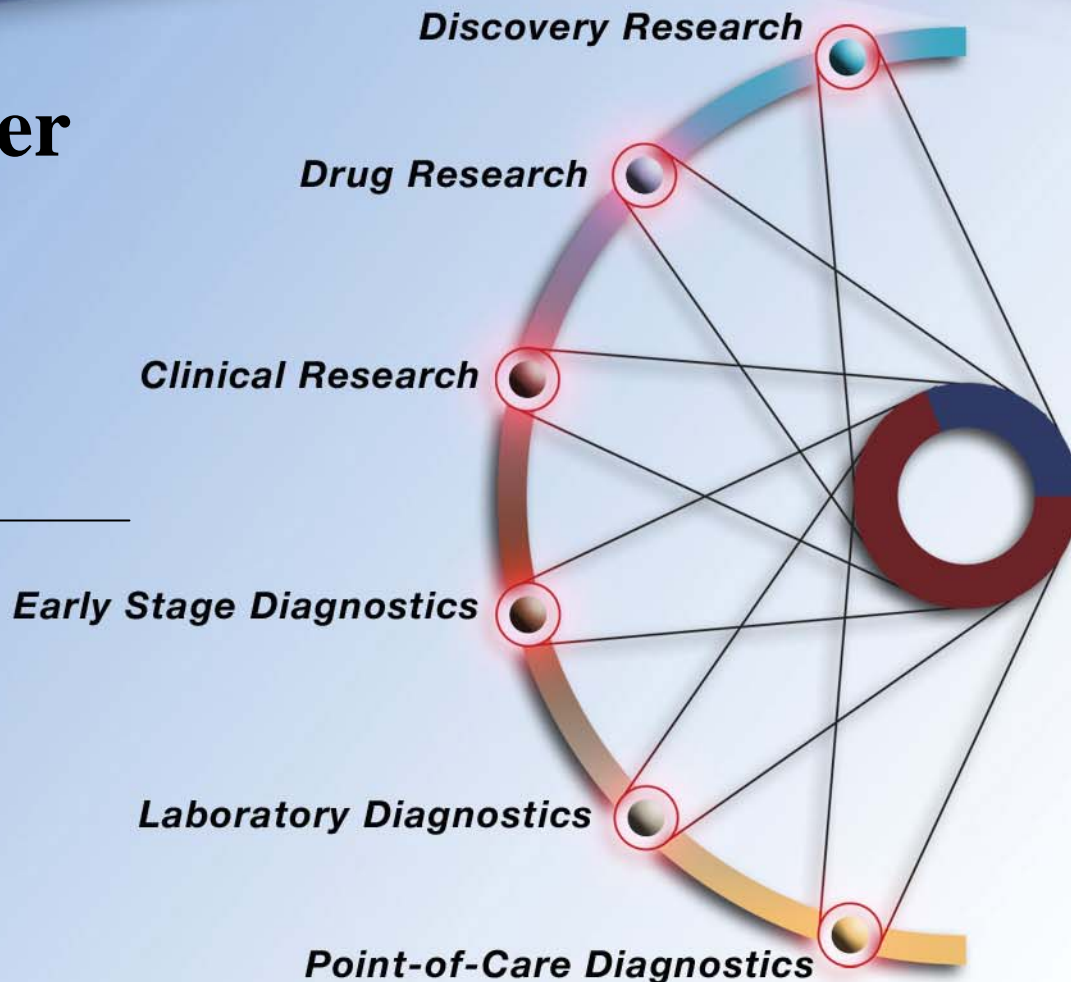 Discovery Research
er
Drug Research
Clinical Research
Early Stage Diagnostics
Laboratory Diagnostics
Point-of-Care Diagnostics